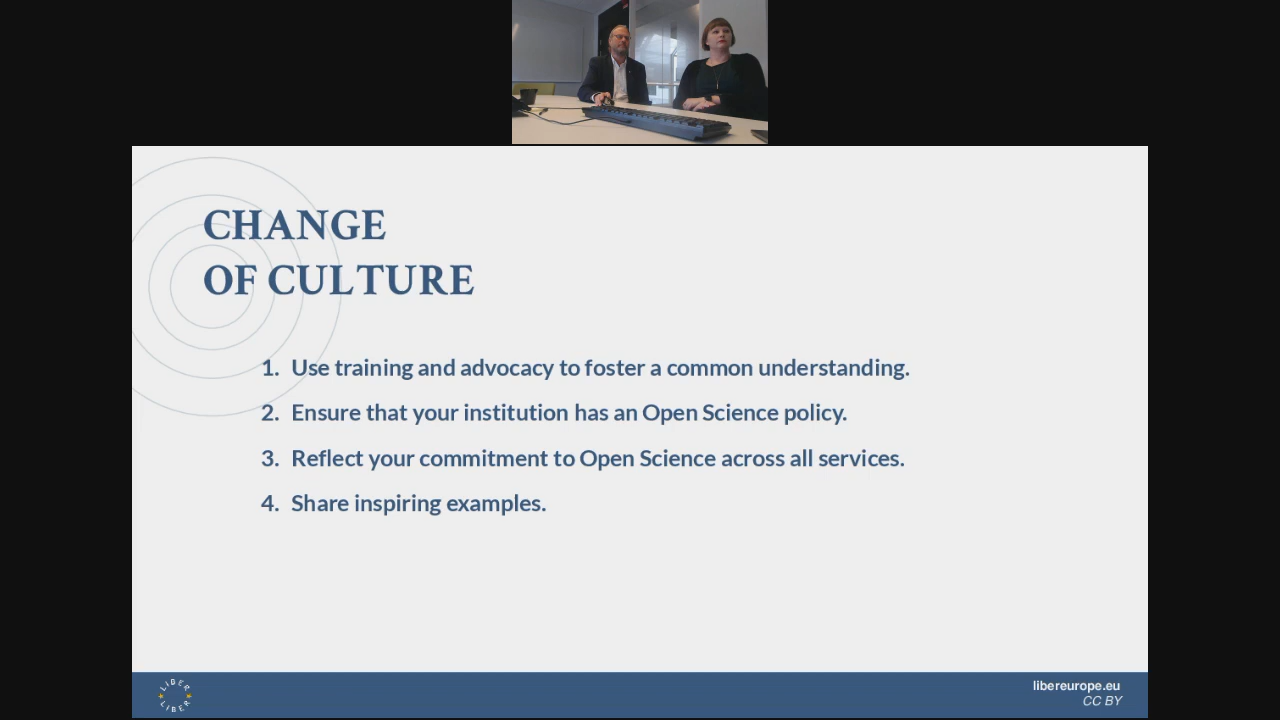 CHANGE
OF CULTURE
1. Use training and advocacy to foster a common understanding.
2. Ensure that your institution has an Open Science policy.
3. Reflect your commitment to Open Science across all services.
4. Share inspiring examples.
LIBER
LIBER
libereurope.eu
CC BY